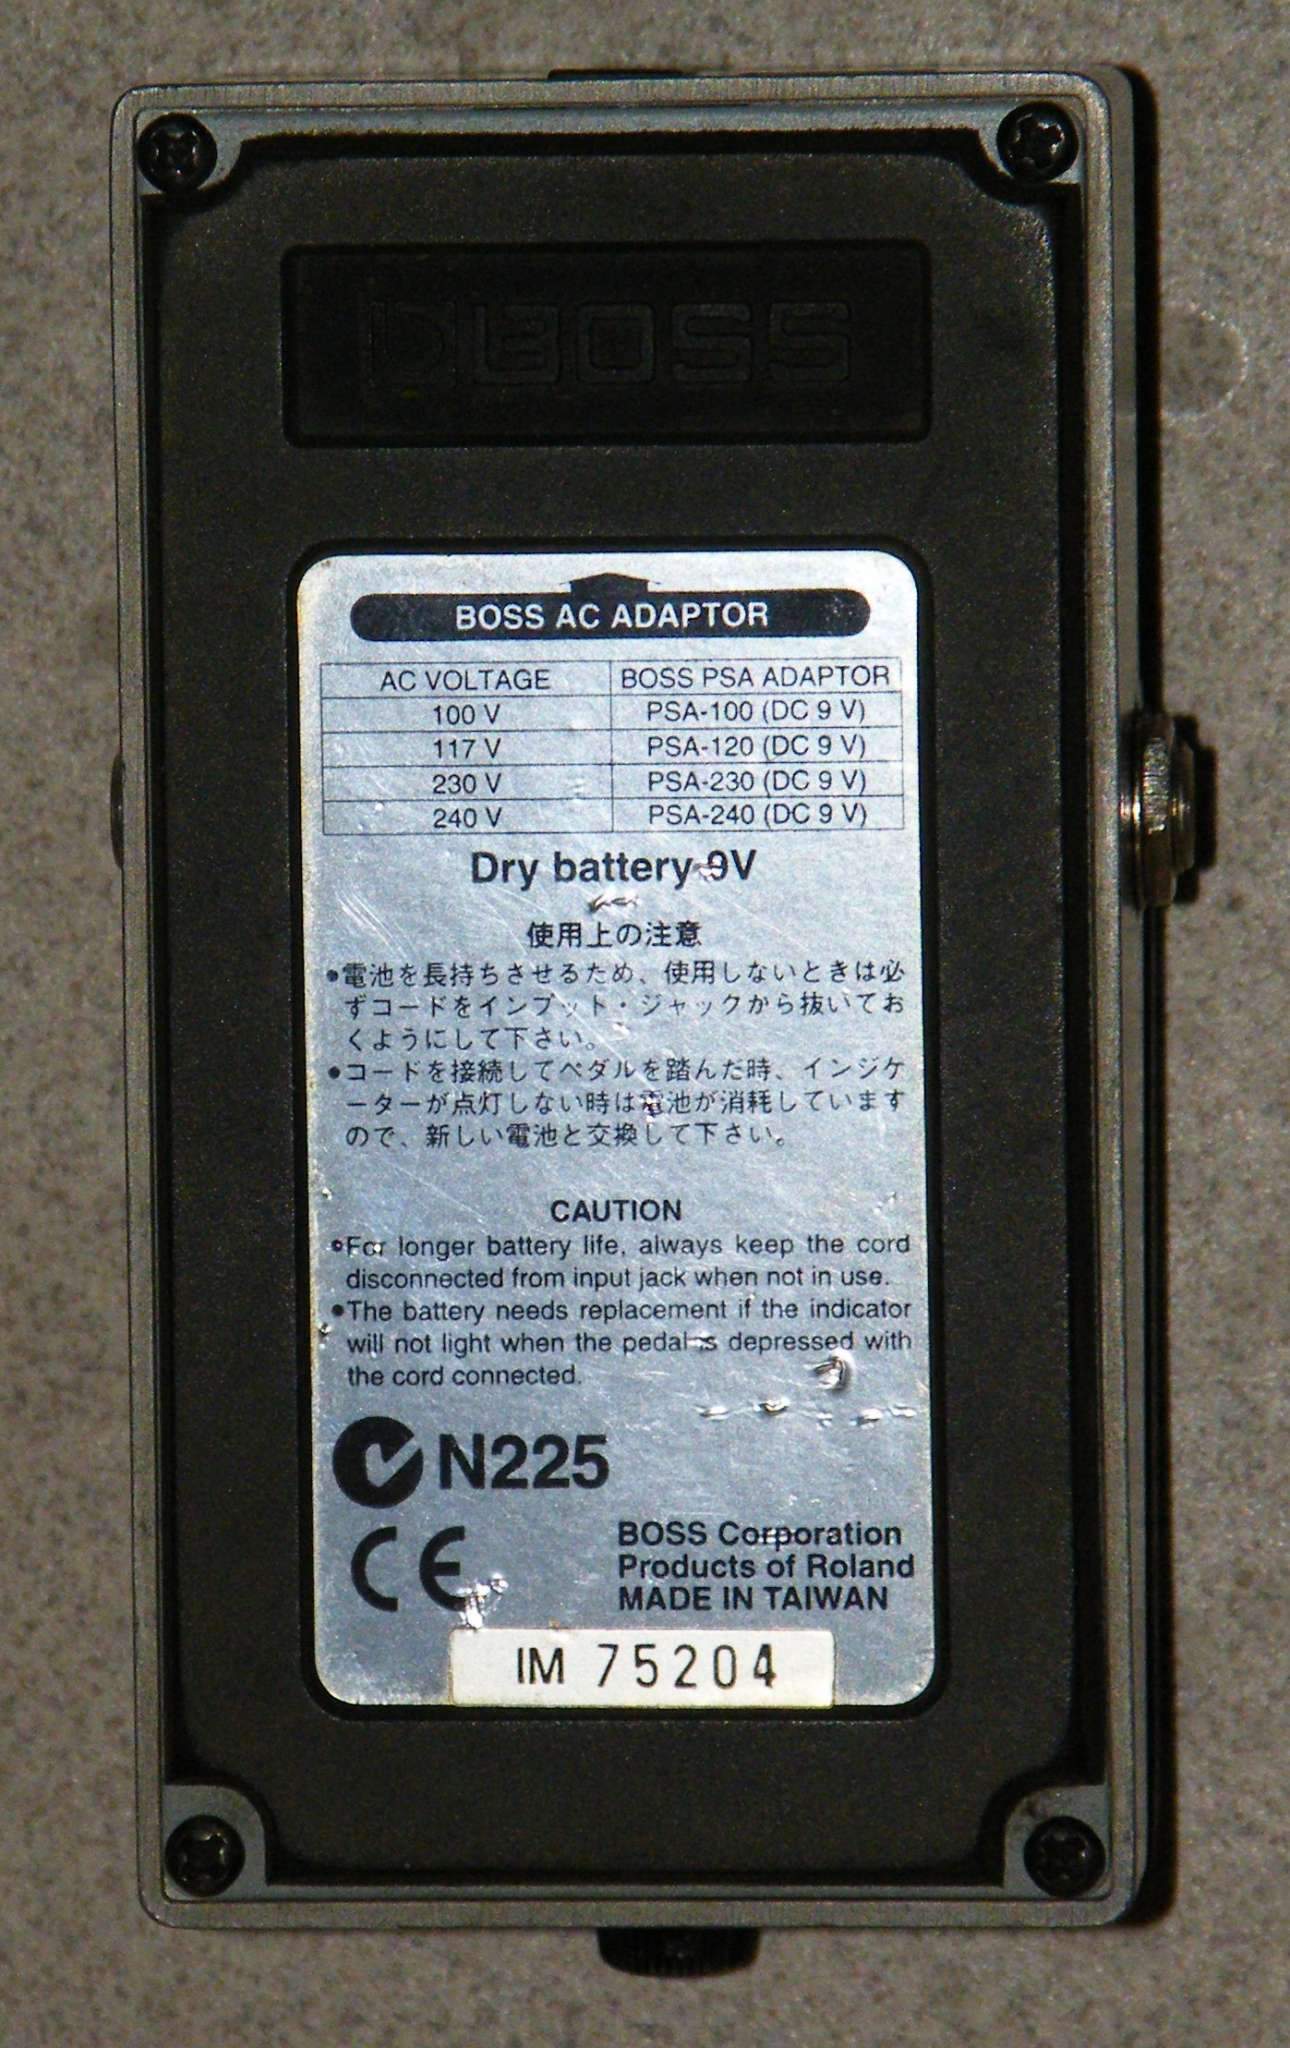 BOSS
BOSS AC ADAPTOR
AC VOLTAGE BOSS PSA ADAPTOR
100 V PSA-100 (DC 9 V)
117 V PSA-120 (DC 9 V)
230 V PSA-230 (DC 9 V)
240 V PSA-240 (DC 9 V)
Dry battery 9V
使用上の注意
●電池を長持ちさせるため、使用しないときは必
ずコードをインプット・ジャックから抜いてお
くようにして下さい。
●コードを接続してペダルを踏んだ時、インジケ
ーターが点灯しない時は電池が消耗しています
ので、新しい電池と交換して下さい。
CAUTION
●For longer battery life, always keep the cord
disconnected from input jack when not in use.
●The battery needs replacement if the indicator
will not light when the pedal is depressed with
the cord connected.
N225
CE
BOSS Corporation
Products of Roland
MADE IN TAIWAN
IM 75204